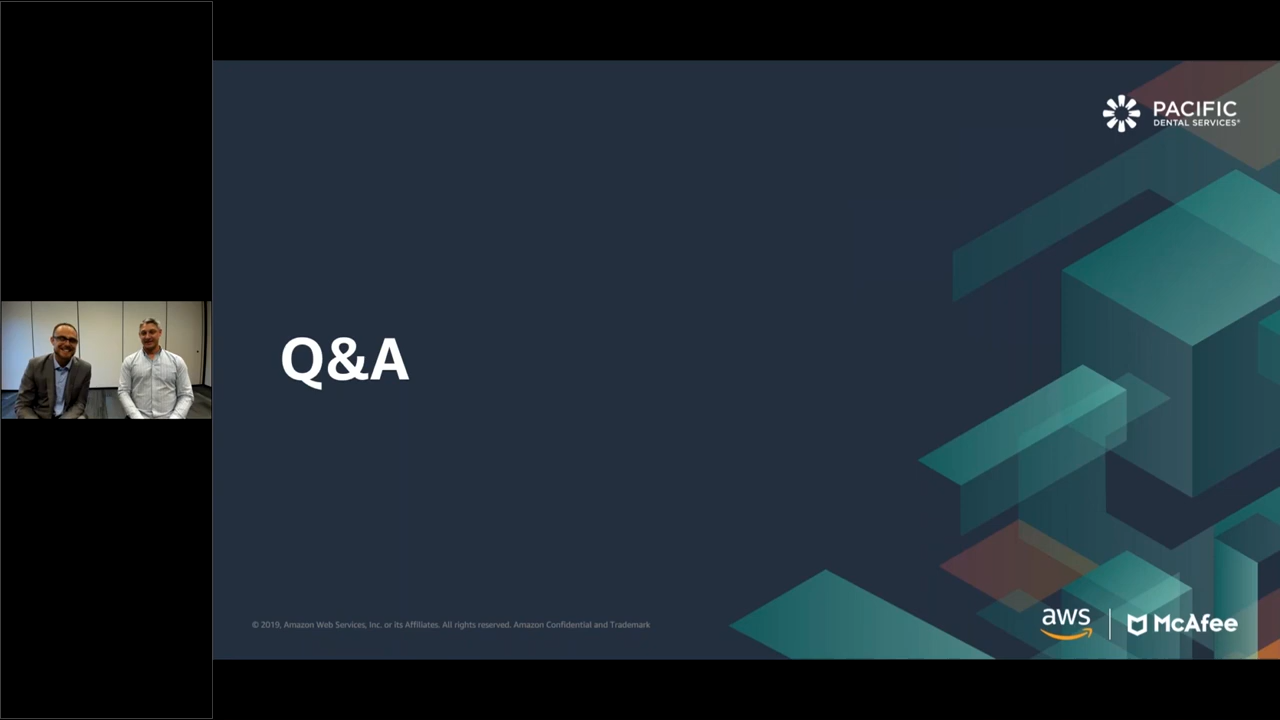 PACIFIC
DENTAL SERVICES®
Q&A
© 2019, Amazon Web Services, Inc. or its Affiliates. All rights reserved. Amazon Confidential and Trademark
aws
McAfee